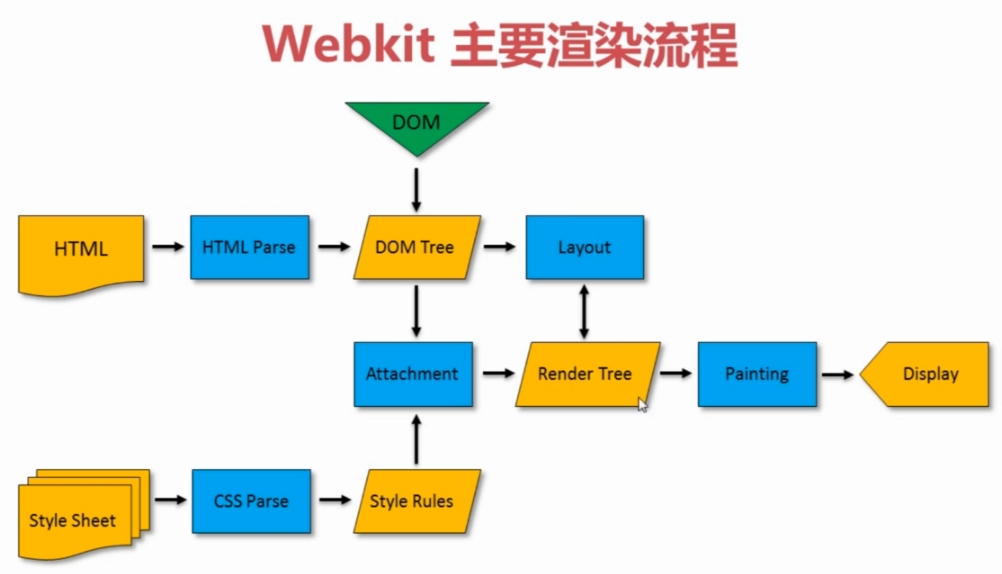 Webkit 主要渲染流程
DOM
HTML
HTML Parse
DOM Tree
Layout
Attachment
Render Tree
Painting
Display
Style Sheet
CSS Parse
Style Rules